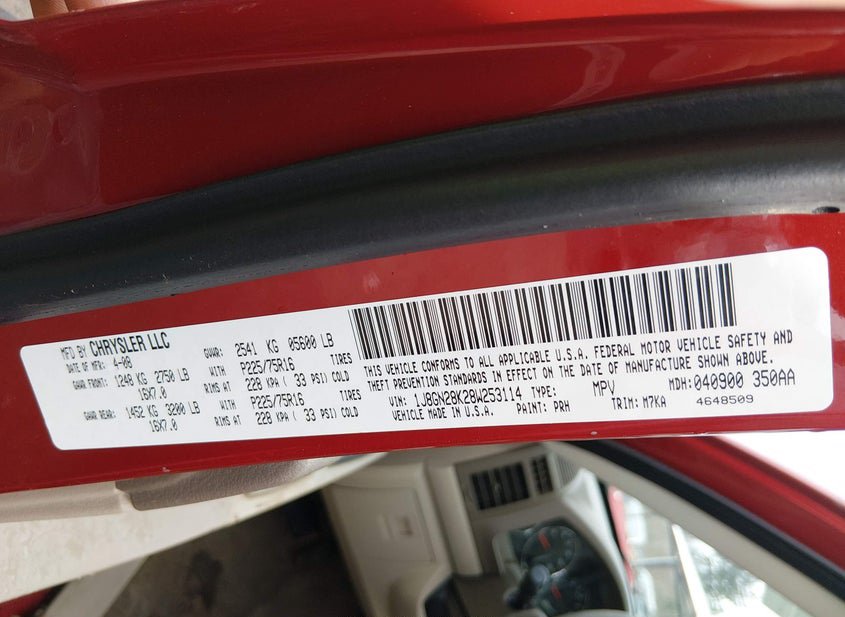 MFD BY CHRYSLER LLC
DATE OF MFR: 4-08 GVWR: 2541 KG 05600 LB
GAWR FRONT: 1248 KG 2750 LB WITH P225/75R16 TIRES
16X7.0 RIMS AT 228 KPA ( 33 PSI) COLD
GAWR REAR: 1452 KG 3200 LB WITH P225/75R16 TIRES
16X7.0 RIMS AT 228 KPA ( 33 PSI) COLD
THIS VEHICLE CONFORMS TO ALL APPLICABLE U.S.A. FEDERAL MOTOR VEHICLE SAFETY AND
THEFT PREVENTION STANDARDS IN EFFECT ON THE DATE OF MANUFACTURE SHOWN ABOVE.
VIN: 1J8GN28K28W253114 TYPE: MPV MDH: 040900 350AA
VEHICLE MADE IN U.S.A. PAINT: PRH TRIM: M7KA 4648509